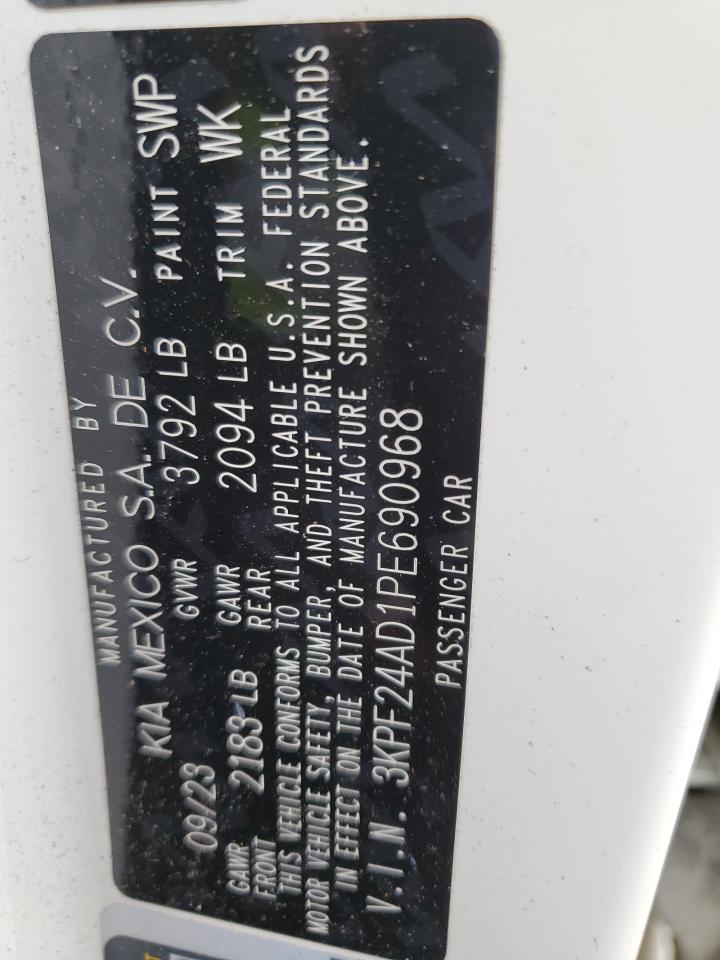 MANUFACTURED BY
KIA MEXICO S.A. DE C.V.
09/23 GVWR 3792 LB PAINT SWP
GAWR FRONT 2183 LB GAWR REAR 2094 LB TRIM WK
THIS VEHICLE CONFORMS TO ALL APPLICABLE U.S.A. FEDERAL
MOTOR VEHICLE SAFETY, BUMPER, AND THEFT PREVENTION STANDARDS
IN EFFECT ON THE DATE OF MANUFACTURE SHOWN ABOVE.
V.I.N. 3KPF24AD1PE690968
PASSENGER CAR